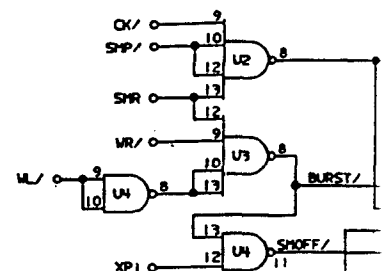 CK/ 9
SMP/ 10
U2 8
12
SMR 13
12
WR/ 9
U3 8
10
WL/ 9
10 U4 8 13
BURST/
13
U4 SMOFF/
XPI 12 11